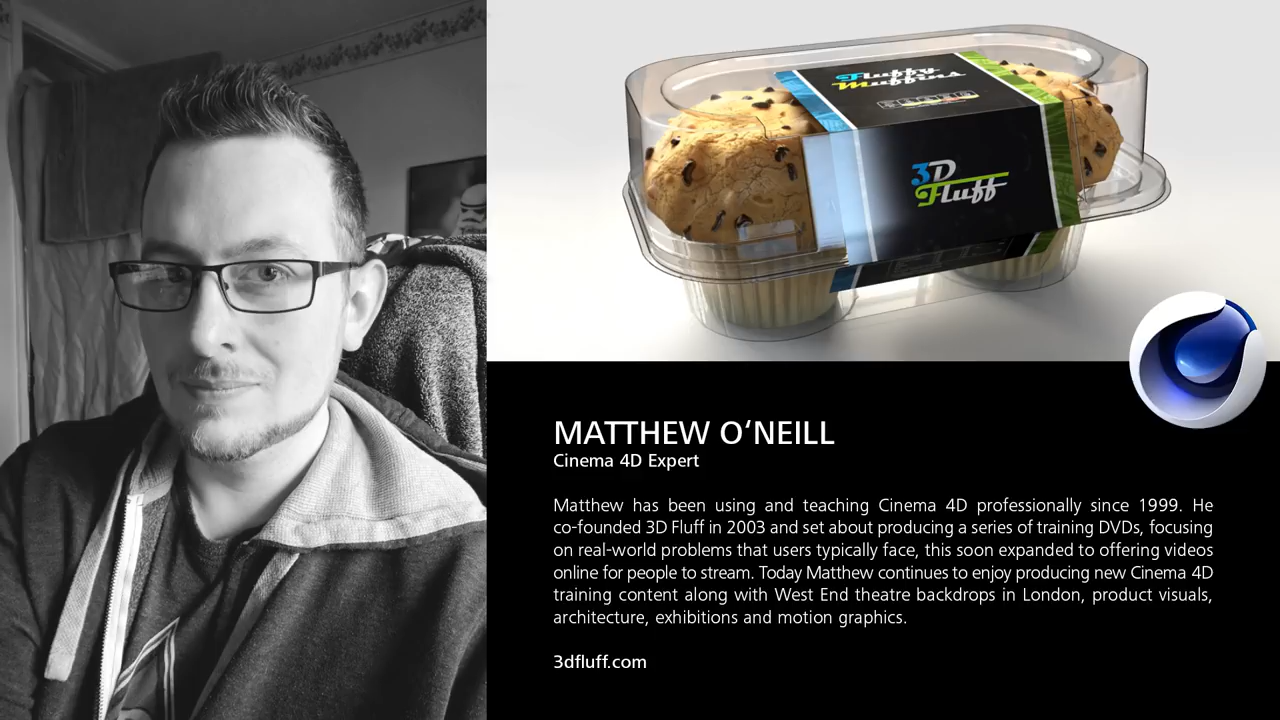 Fluffy
Muffins
3D
Fluff
MATTHEW O‘NEILL
Cinema 4D Expert
Matthew has been using and teaching Cinema 4D professionally since 1999. He
co-founded 3D Fluff in 2003 and set about producing a series of training DVDs, focusing
on real-world problems that users typically face, this soon expanded to offering videos
online for people to stream. Today Matthew continues to enjoy producing new Cinema 4D
training content along with West End theatre backdrops in London, product visuals,
architecture, exhibitions and motion graphics.
3dfluff.com